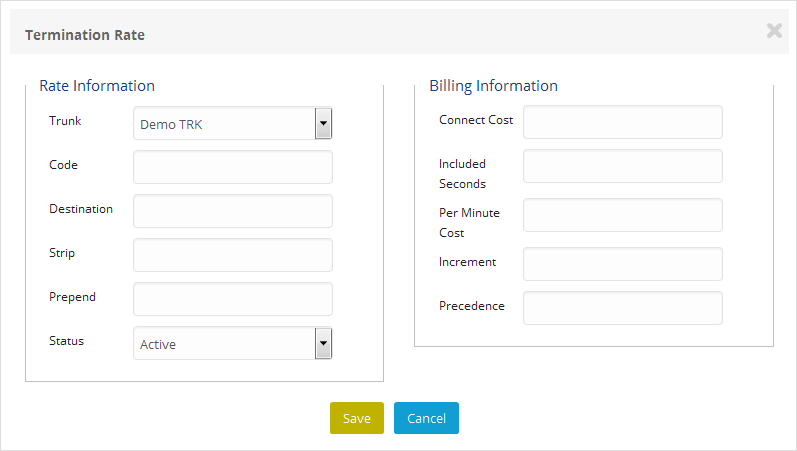 Termination Rate
Rate Information
Trunk
Demo TRK
Code
Destination
Strip
Prepend
Status
Active
Billing Information
Connect Cost
Included
Seconds
Per Minute
Cost
Increment
Precedence
Save
Cancel